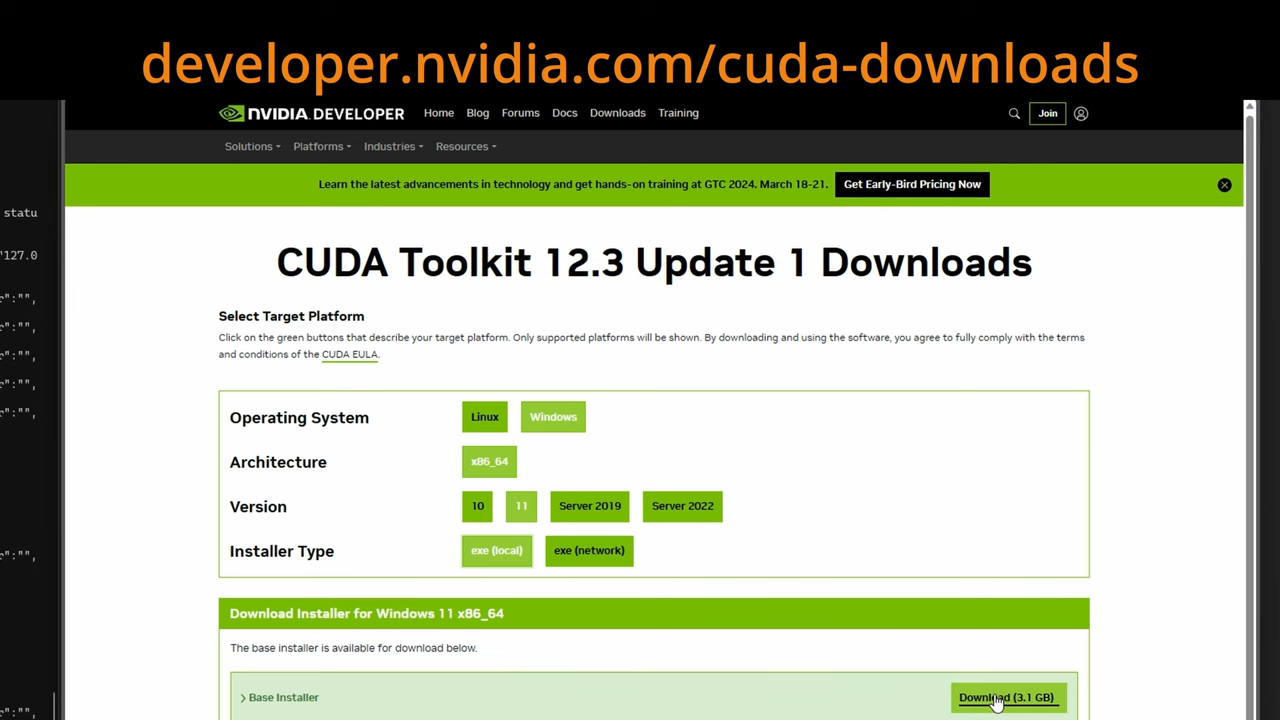 developer.nvidia.com/cuda-downloads
NVIDIA. DEVELOPER Home Blog Forums Docs Downloads Training Join
Solutions Platforms Industries Resources
Learn the latest advancements in technology and get hands-on training at GTC 2024. March 18-21. Get Early-Bird Pricing Now
statu
"127.0
CUDA Toolkit 12.3 Update 1 Downloads
r":"",
Select Target Platform
r":"",
Click on the green buttons that describe your target platform. Only supported platforms will be shown. By downloading and using the software, you agree to fully comply with the terms
and conditions of the CUDA EULA.
r":"",
r":"",
r":"",
Operating System Linux Windows
Architecture x86_64
Version 10 11 Server 2019 Server 2022
Installer Type exe (local) exe (network)
r":"",
Download Installer for Windows 11 x86_64
The base installer is available for download below.
Base Installer Download (3.1 GB)
r":"",